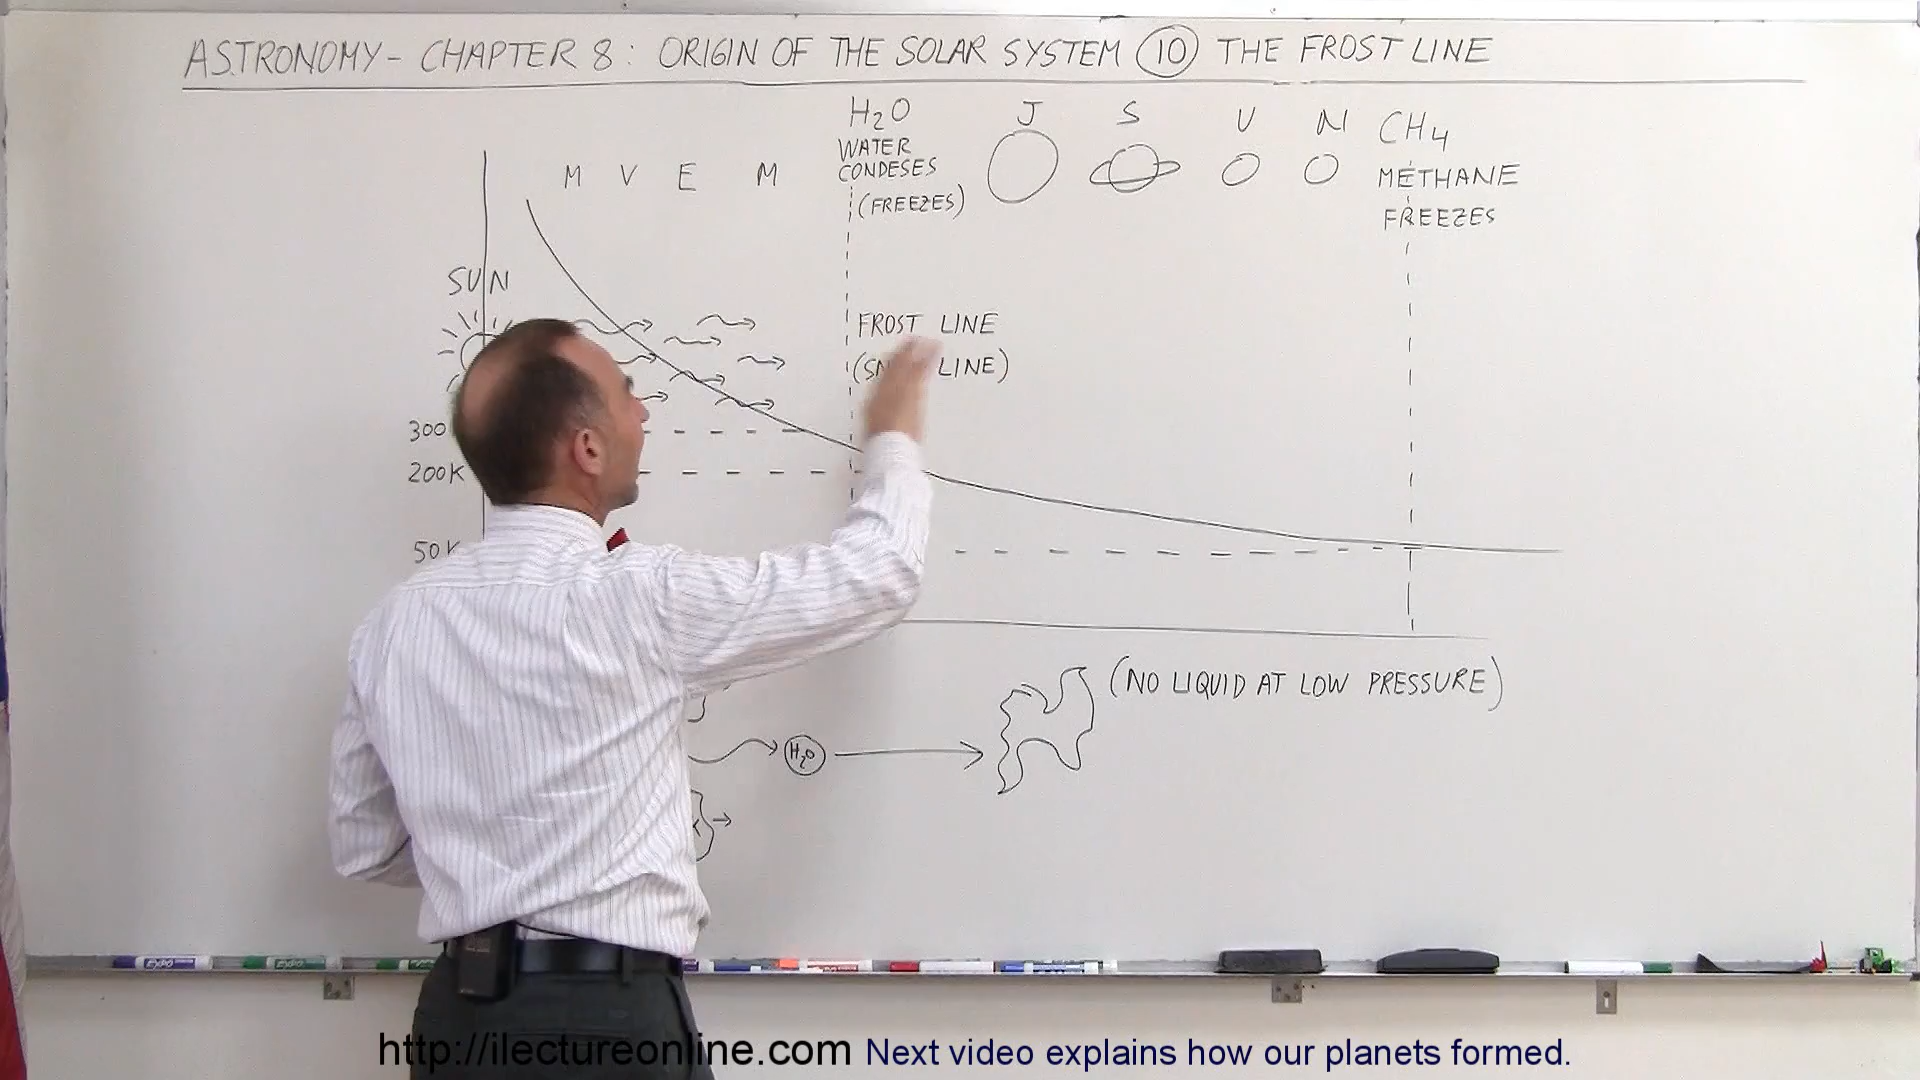 ASTRONOMY - CHAPTER 8: ORIGIN OF THE SOLAR SYSTEM 10 THE FROST LINE
H2O J S U N CH4
WATER
CONDESES
(FREEZES)
M V E M
METHANE
FREEZES
SUN
FROST LINE
LINE)
300
200K
50K
(NO LIQUID AT LOW PRESSURE)
H2O
EXPO
http://ilectureonline.com Next video explains how our planets formed.